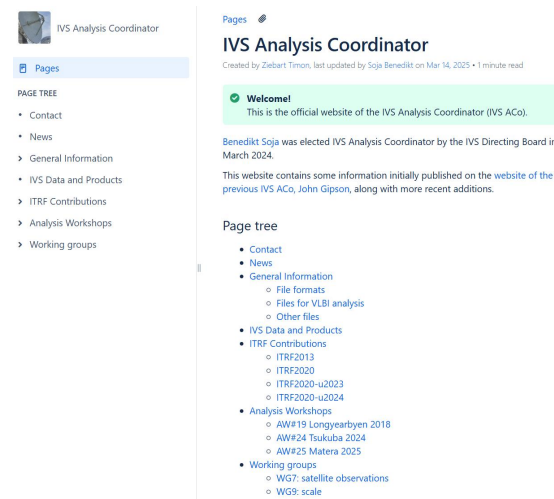 IVS Analysis Coordinator
Pages
PAGE TREE
Contact
News
General Information
IVS Data and Products
ITRF Contributions
Analysis Workshops
Working groups
Pages
IVS Analysis Coordinator
Created by Ziebart Timon, last updated by Soja Benedikt on Mar 14, 2025 • 1 minute read
Welcome!
This is the official website of the IVS Analysis Coordinator (IVS ACo).
Benedikt Soja was elected IVS Analysis Coordinator by the IVS Directing Board in
March 2024.
This website contains some information initially published on the website of the
previous IVS ACo, John Gipson, along with more recent additions.
Page tree
Contact
News
General Information
File formats
Files for VLBI analysis
Other files
IVS Data and Products
ITRF Contributions
ITRF2013
ITRF2020
ITRF2020-u2023
ITRF2020-u2024
Analysis Workshops
AW#19 Longyearbyen 2018
AW#24 Tsukuba 2024
AW#25 Matera 2025
Working groups
WG7: satellite observations
WG9: scale